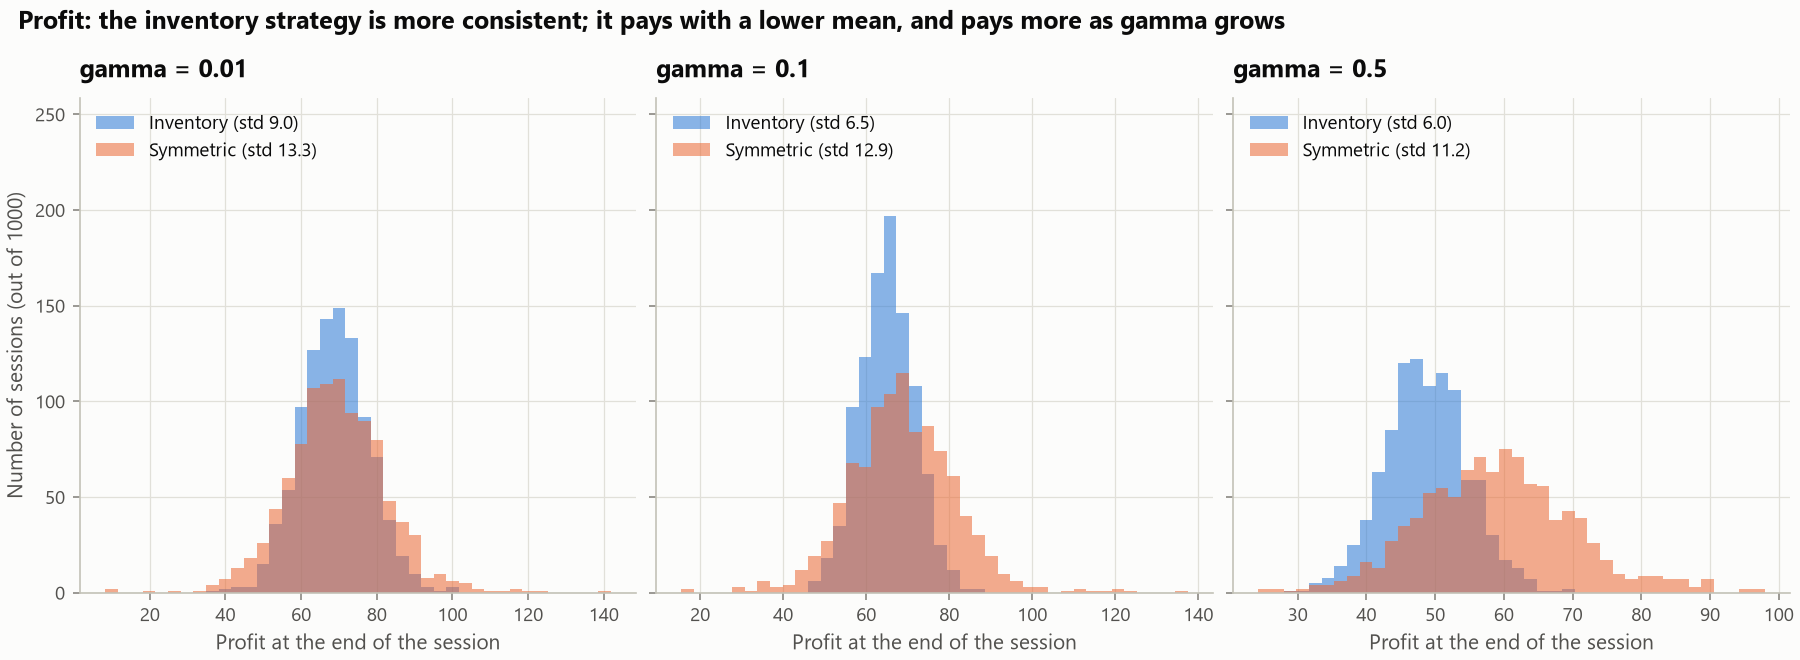 Profit: the inventory strategy is more consistent; it pays with a lower mean, and pays more as gamma grows
gamma = 0.01
Number of sessions (out of 1000)
250
200
150
100
50
0
Inventory (std 9.0)
Symmetric (std 13.3)
20 40 60 80 100 120 140
Profit at the end of the session
gamma = 0.1
Inventory (std 6.5)
Symmetric (std 12.9)
20 40 60 80 100 120 140
Profit at the end of the session
gamma = 0.5
Inventory (std 6.0)
Symmetric (std 11.2)
30 40 50 60 70 80 90 100
Profit at the end of the session